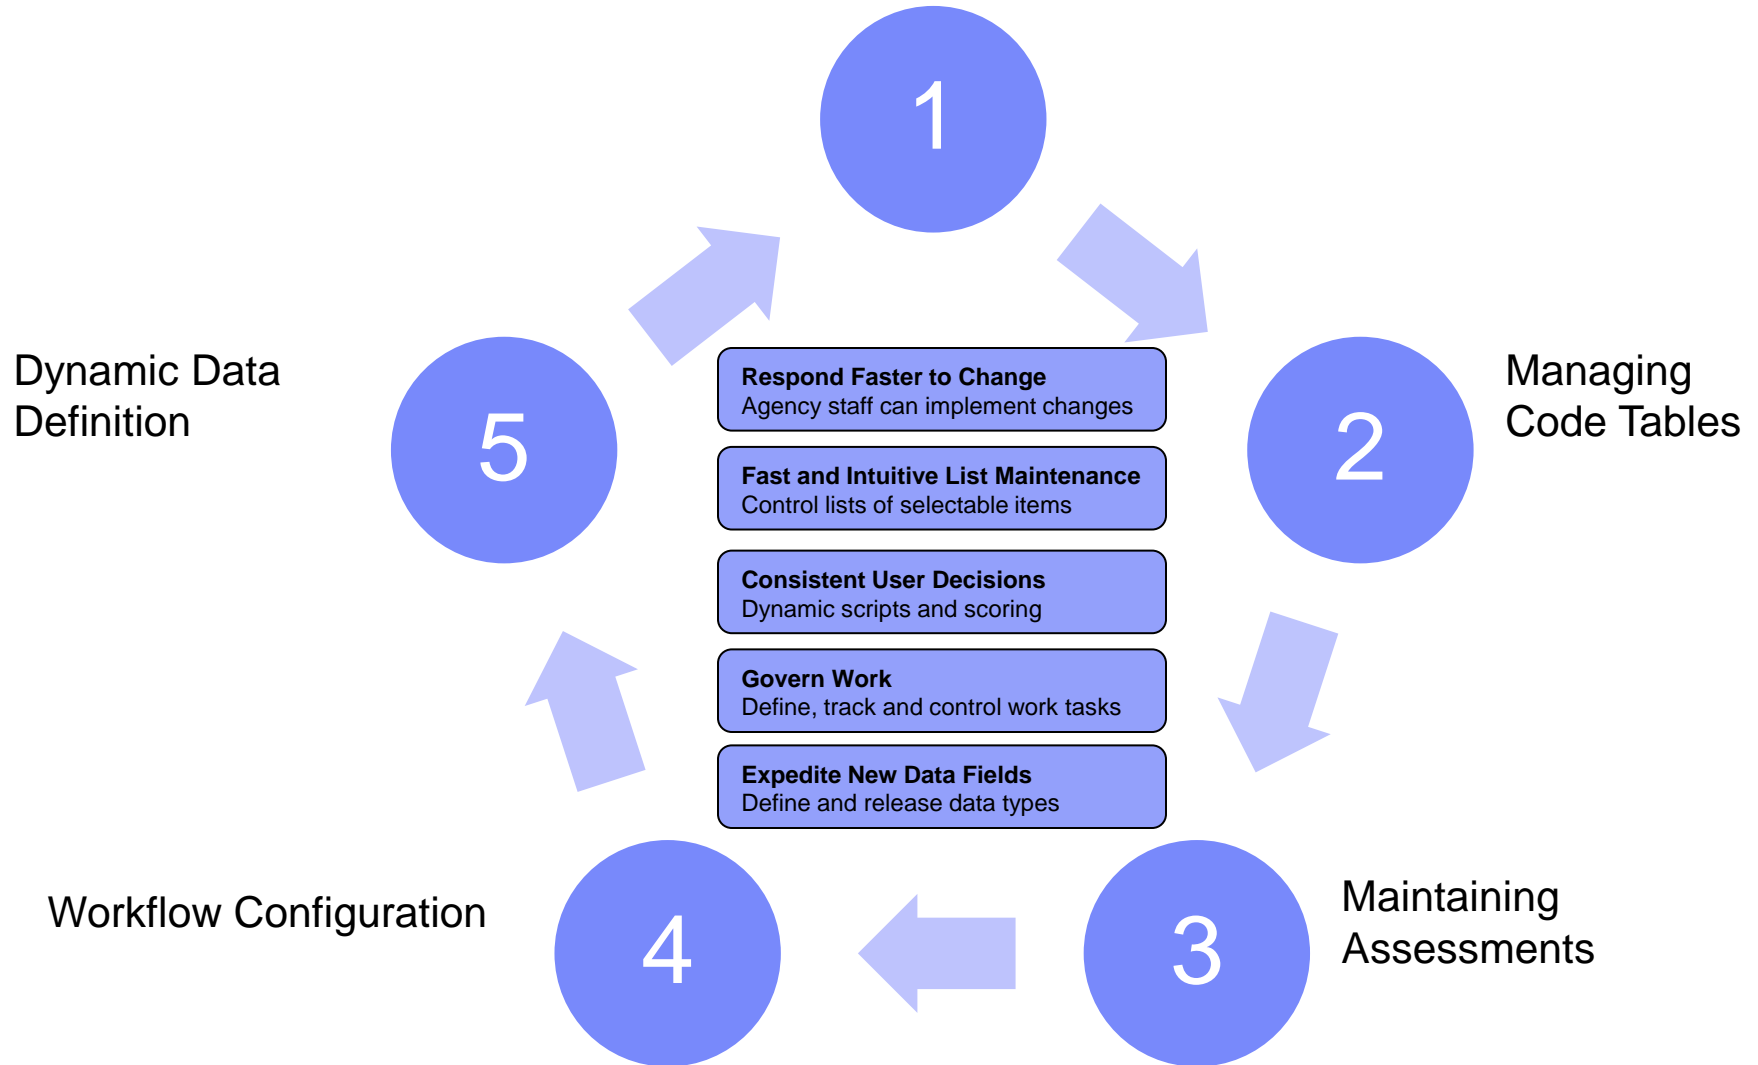 1
Dynamic Data
Definition
5
Respond Faster to Change
Agency staff can implement changes
Fast and Intuitive List Maintenance
Control lists of selectable items
Consistent User Decisions
Dynamic scripts and scoring
Govern Work
Define, track and control work tasks
Expedite New Data Fields
Define and release data types
2
Managing
Code Tables
Workflow Configuration
4
3
Maintaining
Assessments